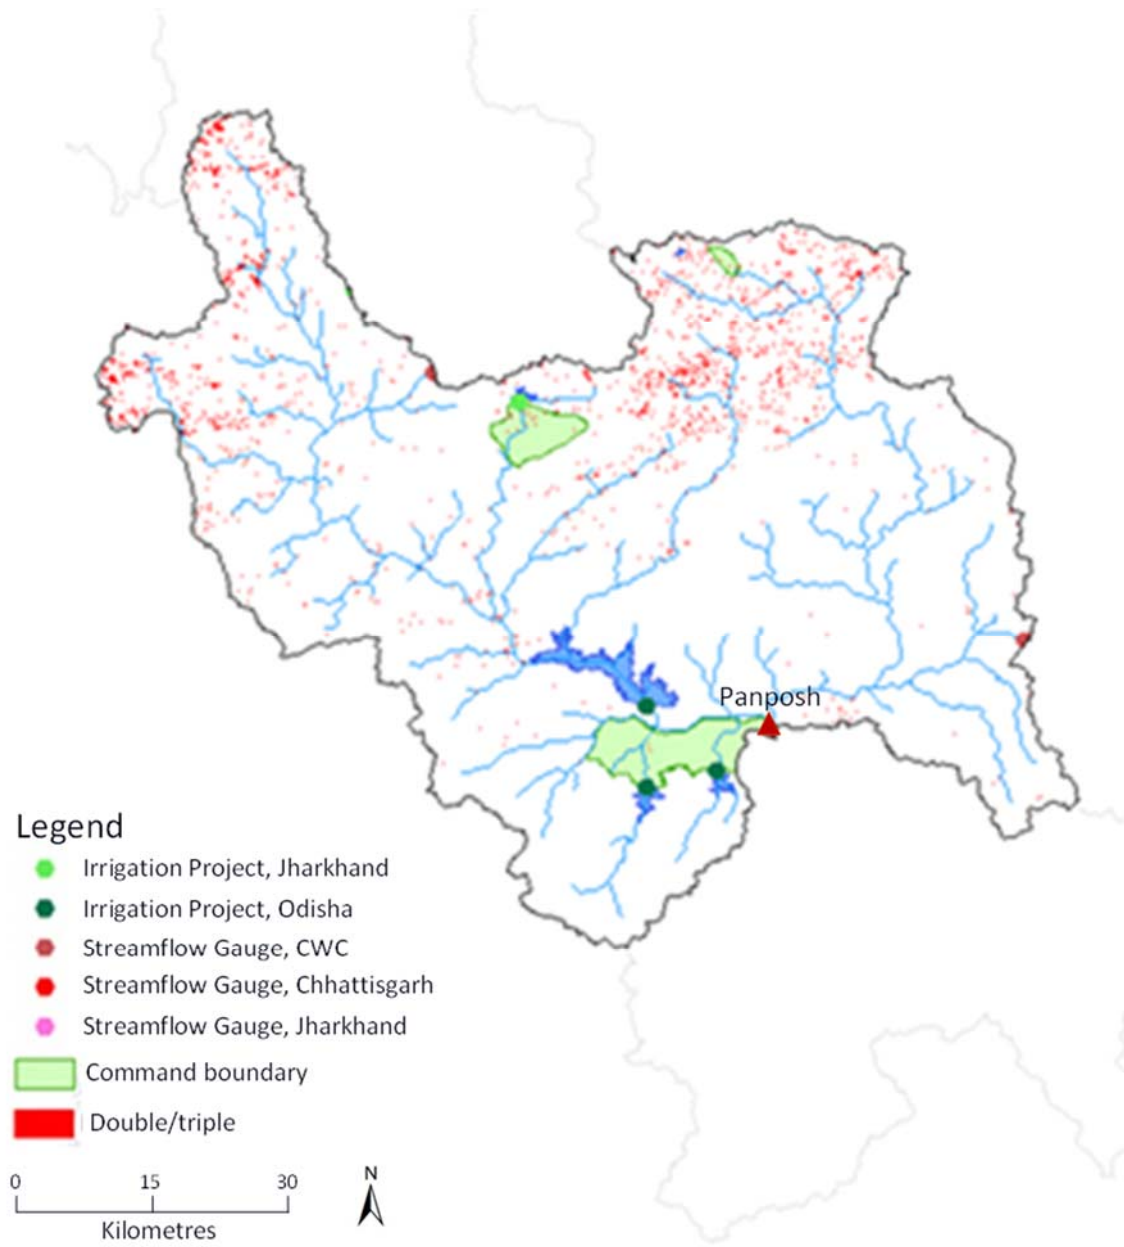 Panposh
Legend
Irrigation Project, Jharkhand
Irrigation Project, Odisha
Streamflow Gauge, CWC
Streamflow Gauge, Chhattisgarh
Streamflow Gauge, Jharkhand
Command boundary
Double/triple
0 15 30
Kilometres
N